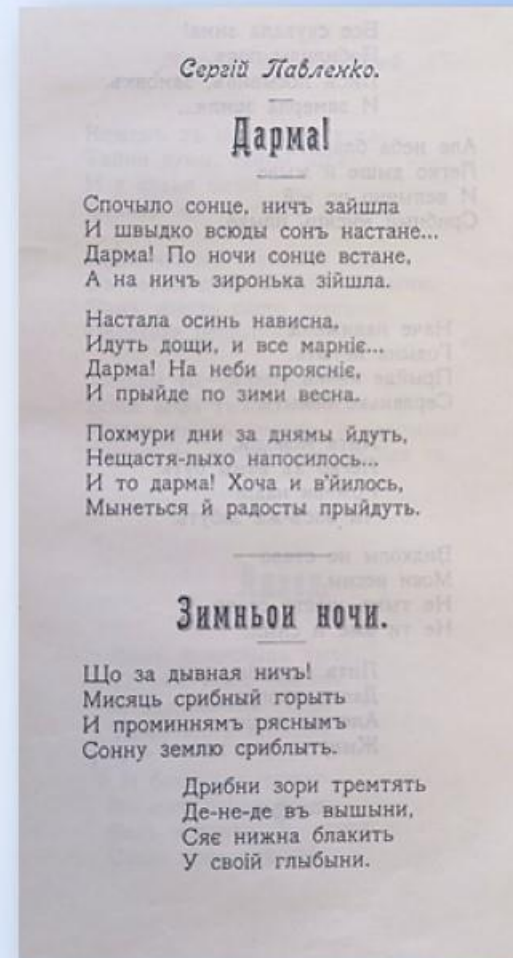 Сергій Павленко.
Дарма!
Спочыло сонце, ничъ зайшла
И швыдко всюды сонъ настане...
Дарма! По ночи сонце встане,
А на ничъ зиронька зійшла.
Настала осинь нависна,
Идуть дощи, и все марніє...
Дарма! На неби проясніє,
И прыйде по зими весна.
Похмури дни за днямы йдуть,
Нещастя-лыхо напосилось...
И то дарма! Хоча и в'йилось,
Мынеться й радосты прыйдуть.
Зимньои ночи.
Що за дывная ничъ!
Мисяць срибный горыть
И проминнямъ ряснымъ
Сонну землю сриблыть.
Дрибни зори тремтять
Де-не-де въ вышыни,
Сяє нижна блакить
У своій глыбыни.